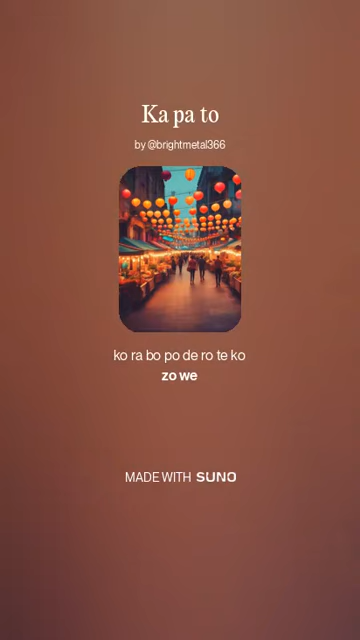 Ka pa to
by @brightmetal366
ko ra bo po de ro te ko
zo we
MADE WITH SUNO